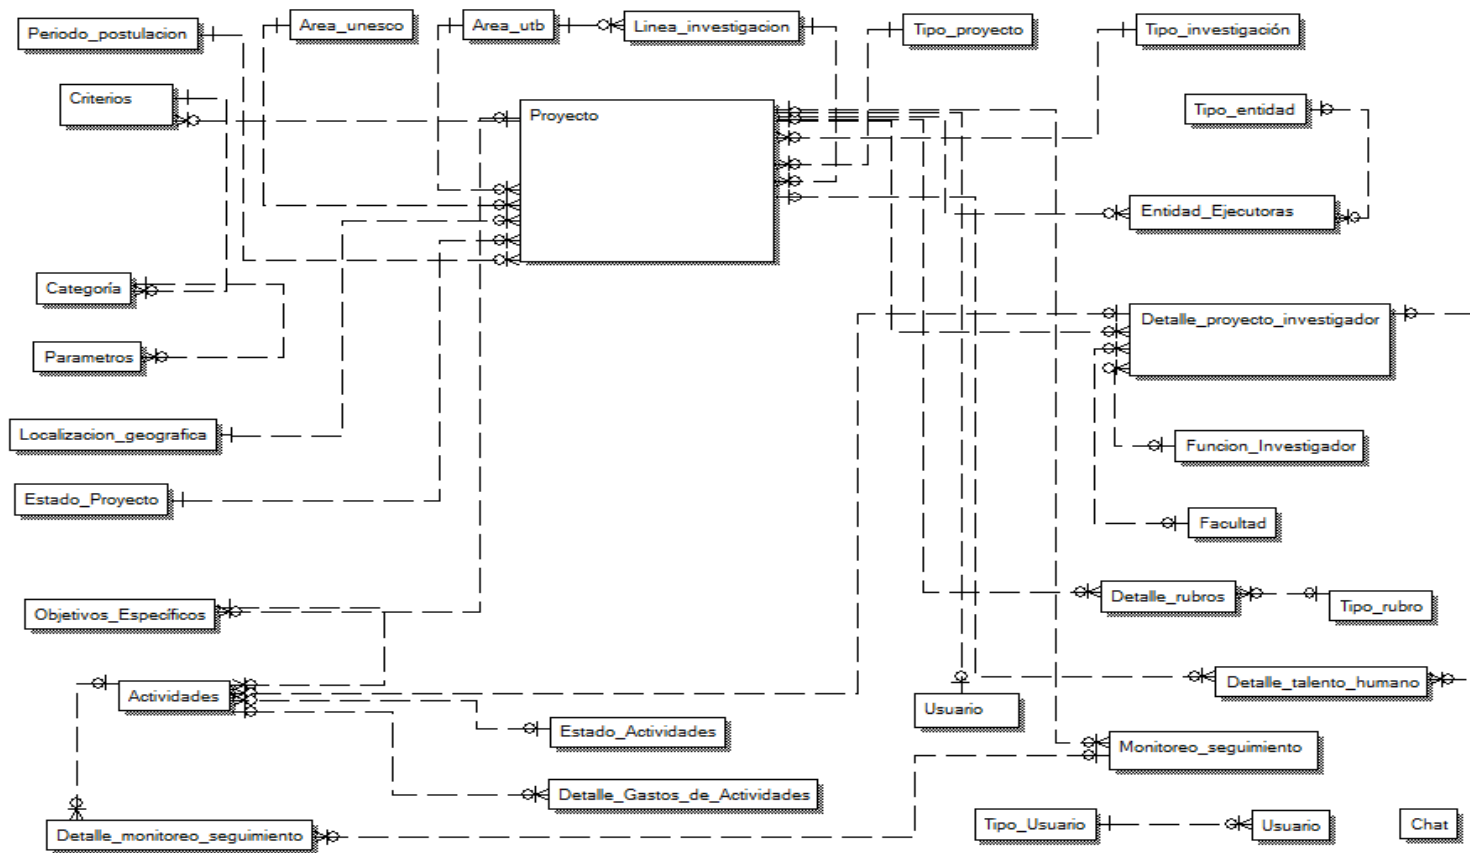 Periodo_postulacion
Area_unesco
Area_utb
Linea_investigacion
Tipo_proyecto
Tipo_investigación
Criterios
Proyecto
Tipo_entidad
Entidad_Ejecutoras
Categoría
Parametros
Detalle_proyecto_investigador
Localizacion_geografica
Funcion_Investigador
Estado_Proyecto
Facultad
Objetivos_Específicos
Detalle_rubros
Tipo_rubro
Actividades
Detalle_talento_humano
Usuario
Estado_Actividades
Monitoreo_seguimiento
Detalle_Gastos_de_Actividades
Detalle_monitoreo_seguimiento
Tipo_Usuario
Usuario
Chat